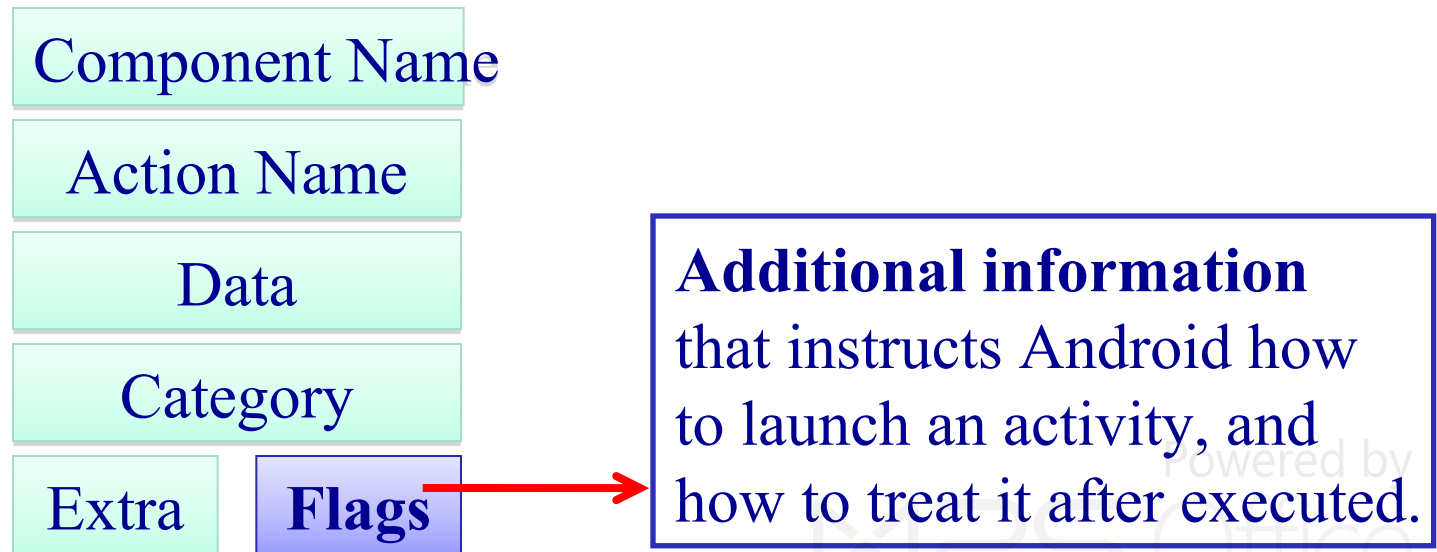 Component Name
Action Name
Data
Category
Extra
Flags
Additional information
that instructs Android how
to launch an activity, and
how to treat it after executed.
Powered by